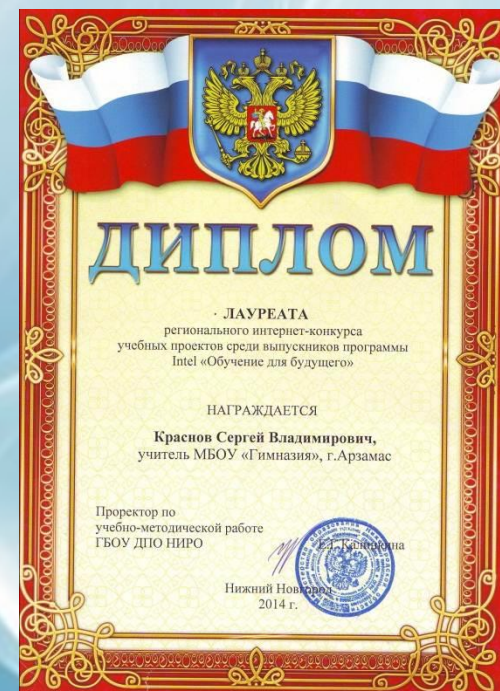 ДИПЛОМ
· ЛАУРЕАТА
регионального интернет-конкурса
учебных проектов среди выпускников программы
Intel «Обучение для будущего»
НАГРАЖДАЕТСЯ
Краснов Сергей Владимирович,
учитель МБОУ «Гимназия», г.Арзамас
Проректор по
учебно-методической работе
ГБОУ ДПО НИРО
Нижний Новгород
2014 г.